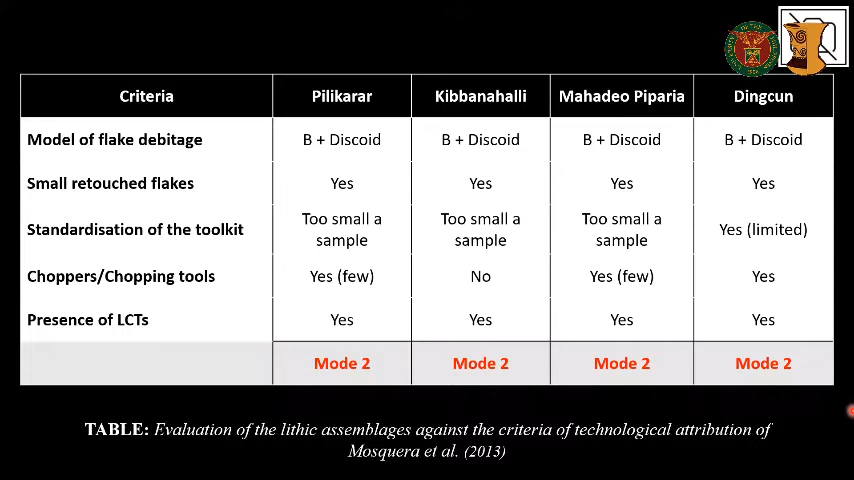 Criteria Pilikarar Kibbanahalli Mahadeo Piparia Dingcun
Model of flake debitage B + Discoid B + Discoid B + Discoid B + Discoid
Small retouched flakes Yes Yes Yes Yes
Standardisation of the toolkit Too small a sample Too small a sample Too small a sample Yes (limited)
Choppers/Chopping tools Yes (few) No Yes (few) Yes
Presence of LCTs Yes Yes Yes Yes
Mode 2 Mode 2 Mode 2 Mode 2
TABLE: Evaluation of the lithic assemblages against the criteria of technological attribution of
Mosquera et al. (2013)